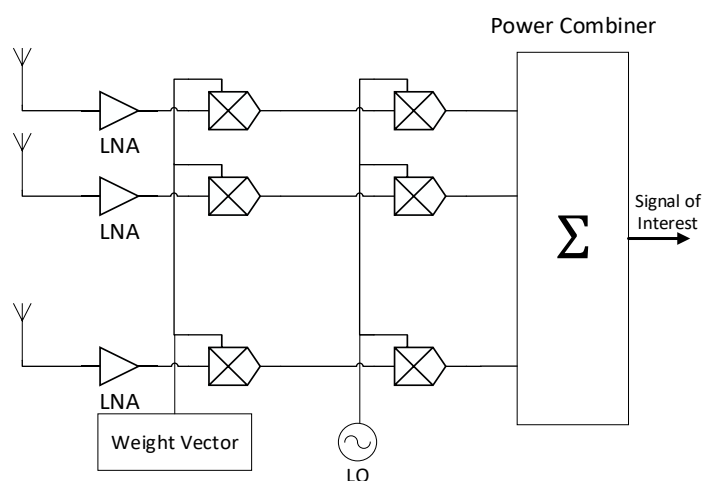 Power Combiner
LNA
LNA
Σ
Signal of
Interest
LNA
Weight Vector
LO